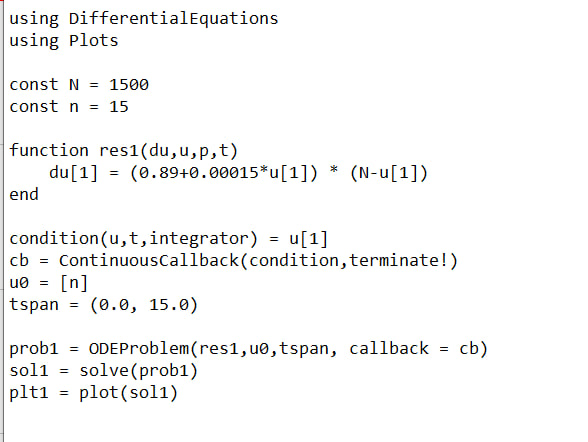 using DifferentialEquations
using Plots
const N = 1500
const n = 15
function res1(du,u,p,t)
    du[1] = (0.89+0.00015*u[1]) * (N-u[1])
end
condition(u,t,integrator) = u[1]
cb = ContinuousCallback(condition,terminate!)
u0 = [n]
tspan = (0.0, 15.0)
prob1 = ODEProblem(res1,u0,tspan, callback = cb)
sol1 = solve(prob1)
plt1 = plot(sol1)